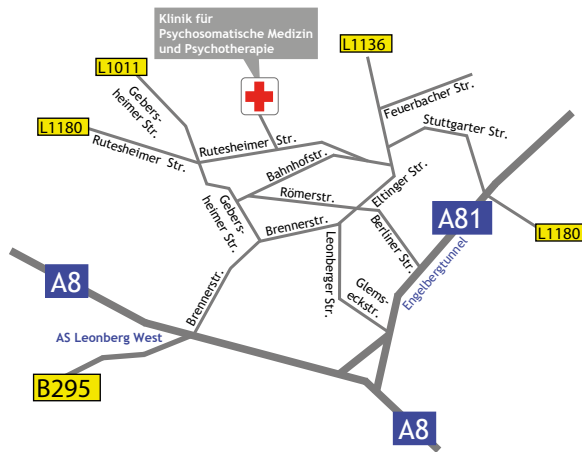 Klinik für
Psychosomatische Medizin
und Psychotherapie
L1136
L1011
Gebers-
heimer Str.
Feuerbacher Str.
L1180
Rutesheimer Str.
Rutesheimer Str.
Stuttgarter Str.
Bahnhofstr.
Gebers-
heimer Str.
Römerstr.
Eltinger Str.
A81
L1180
Brennerstr.
Berliner Str.
Leonberger Str.
Engelbergtunnel
A8
Brennerstr.
Glems-
eckstr.
AS Leonberg West
B295
A8